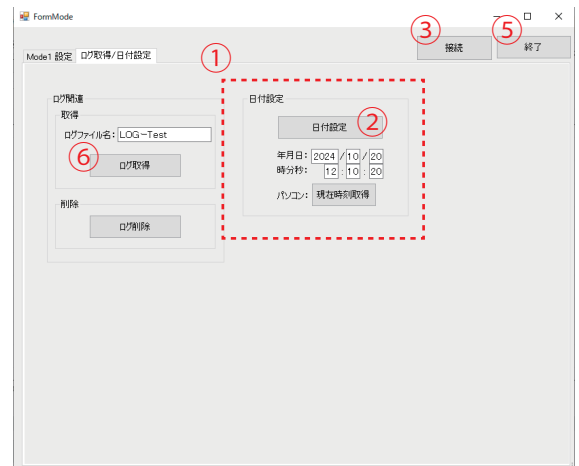 FormMode
③ 接続
⑤ 終了
Mode1 設定 ログ取得/日付設定
①
ログ関連
取得
ログファイル名: LOG-Test
⑥ ログ取得
削除
ログ削除
日付設定
日付設定 ②
年月日: 2024 / 10 / 20
時分秒: 12 : 10 : 20
パソコン: 現在時刻取得